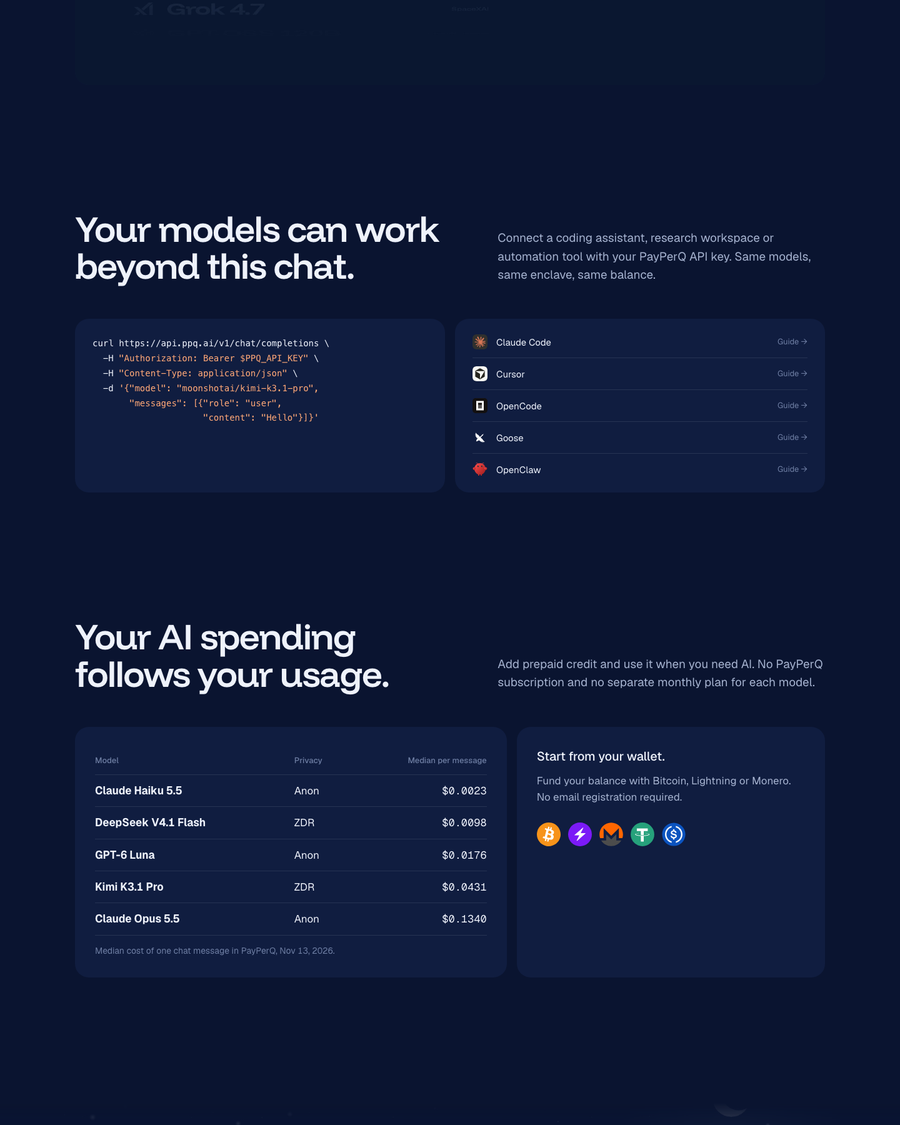 Grok 4.7
Your models can work
beyond this chat.
Connect a coding assistant, research workspace or
automation tool with your PayPerQ API key. Same models,
same enclave, same balance.
curl https://api.ppq.ai/v1/chat/completions \
-H "Authorization: Bearer $PPQ_API_KEY" \
-H "Content-Type: application/json" \
-d '{"model": "moonshotai/kimi-k3.1-pro",
"messages": [{"role": "user",
"content": "Hello"}]}'
Claude Code Guide →
Cursor Guide →
OpenCode Guide →
Goose Guide →
OpenClaw Guide →
Your AI spending
follows your usage.
Add prepaid credit and use it when you need AI. No PayPerQ
subscription and no separate monthly plan for each model.
Model Privacy Median per message
Claude Haiku 5.5 Anon $0.0023
DeepSeek V4.1 Flash ZDR $0.0098
GPT-6 Luna Anon $0.0176
Kimi K3.1 Pro ZDR $0.0431
Claude Opus 5.5 Anon $0.1340
Median cost of one chat message in PayPerQ, Nov 13, 2026.
Start from your wallet.
Fund your balance with Bitcoin, Lightning or Monero.
No email registration required.